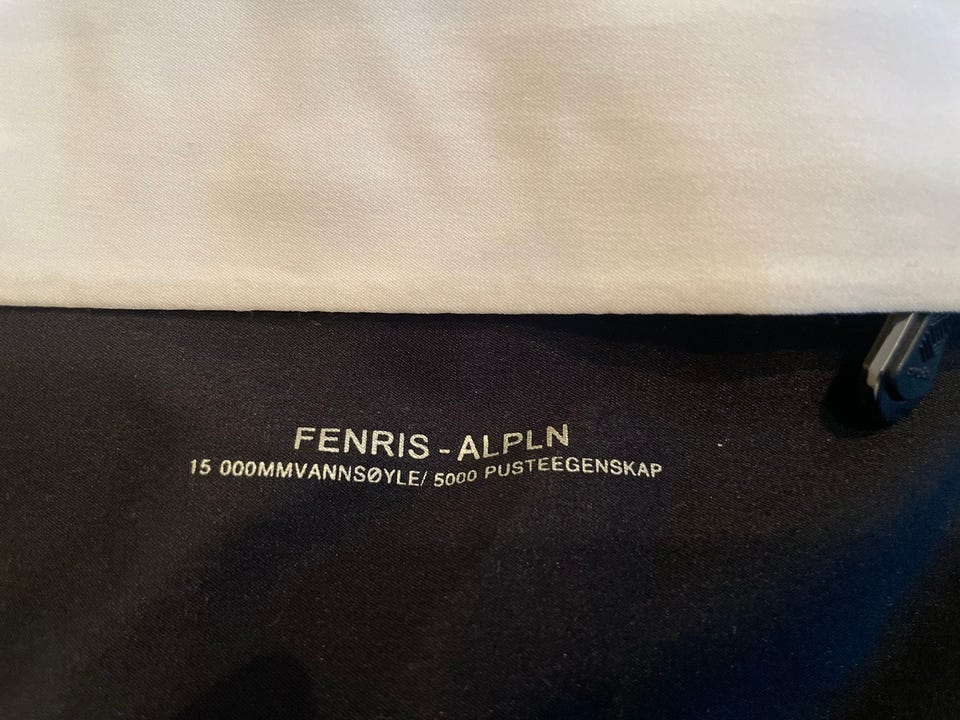 FENRIS - ALPLN
15 000MMVANNSØYLE/ 5000 PUSTEEGENSKAP